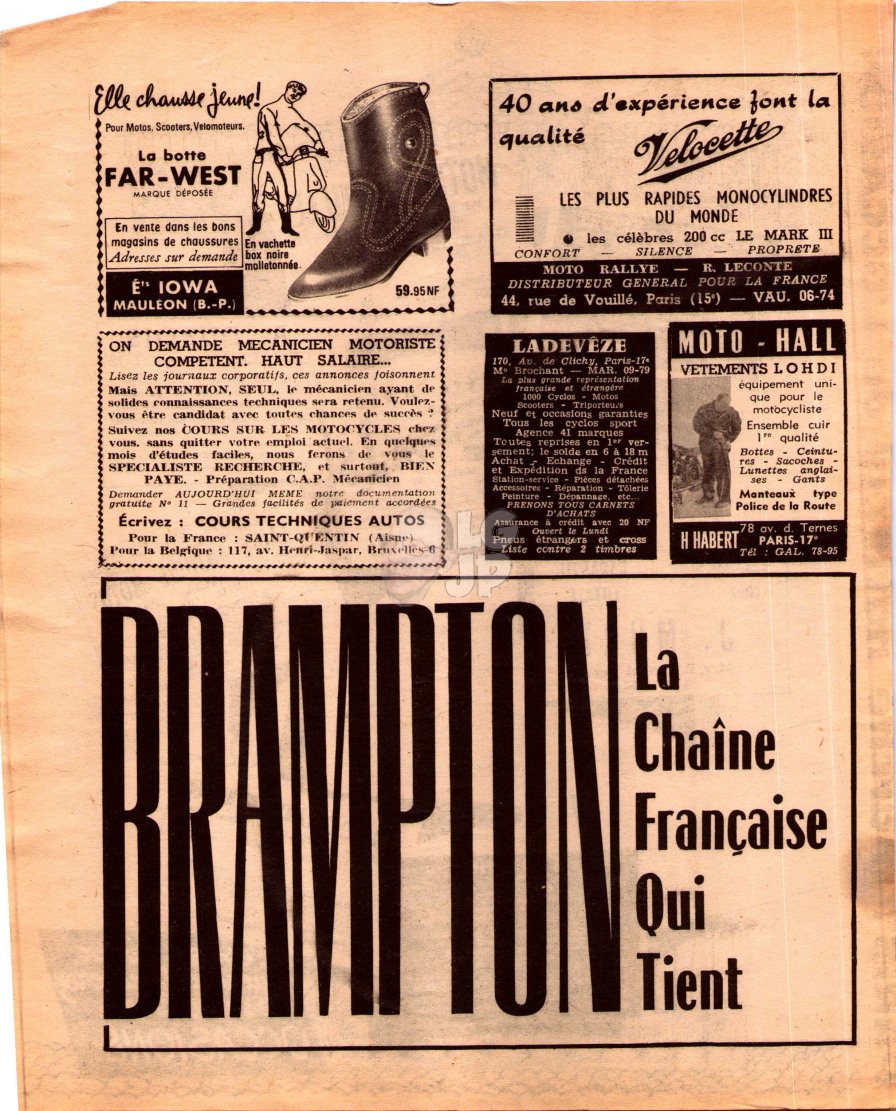 Elle chausse jeune!
Pour Motos, Scooters, Vélomoteurs.
La botte
FAR-WEST
MARQUE DÉPOSÉE
En vente dans les bons
magasins de chaussures
Adresses sur demande
Éts IOWA
MAULÉON (B.-P.)
En vachette
box noire
molletonnée.
59.95 NF
40 ans d'expérience font la
qualité
Velocette
LES PLUS RAPIDES MONOCYLINDRES
DU MONDE
les célèbres 200 cc LE MARK III
CONFORT — SILENCE — PROPRETE
MOTO RALLYE — R. LECONTE
DISTRIBUTEUR GENERAL POUR LA FRANCE
44, rue de Vouillé, Paris (15e) — VAU. 06-74
ON DEMANDE MECANICIEN MOTORISTE
COMPETENT. HAUT SALAIRE...
Lisez les journaux corporatifs, ces annonces foisonnent
Mais ATTENTION, SEUL, le mécanicien ayant de
solides connaissances techniques sera retenu. Voulez-
vous être candidat avec toutes chances de succès ?
Suivez nos COURS SUR LES MOTOCYCLES chez
vous, sans quitter votre emploi actuel. En quelques
mois d'études faciles, nous ferons de vous le
SPECIALISTE RECHERCHE, et surtout, BIEN
PAYE. - Préparation C.A.P. Mécanicien
Demander AUJOURD'HUI MEME notre documentation
gratuite N° 11 — Grandes facilités de paiement accordées
Écrivez : COURS TECHNIQUES AUTOS
Pour la France : SAINT-QUENTIN (Aisne)
Pour la Belgique : 117, av. Henri-Jaspar, Bruxelles-6
LADEVÈZE
170, Av. de Clichy, Paris-17e
Mo Brochant — MAR. 09-79
La plus grande représentation
française et étrangère
1000 Cyclos - Motos
Scooters - Triporteurs
Neuf et occasions garanties
Tous les cyclos sport
Agence 41 marques
Toutes reprises en 1er ver-
sement; le solde en 6 à 18 m
Achat - Echange - Crédit
et Expédition ds la France
Station-service - Pièces détachées
Accessoires - Réparation - Tôlerie
Peinture - Dépannage, etc...
PRENONS TOUS CARNETS
D'ACHATS
Assurance à crédit avec 20 NF
Ouvert le Lundi
Pneus étrangers et cross
Liste contre 2 timbres
MOTO - HALL
VETEMENTS LOHDI
équipement uni-
que pour le
motocycliste
Ensemble cuir
1re qualité
Bottes - Ceintu-
res - Sacoches -
Lunettes anglai-
ses - Gants
Manteaux type
Police de la Route
H HABERT
78 av. d. Ternes
PARIS-17e
Tél : GAL. 78-95
BRAMPTON
La
Chaîne
Française
Qui
Tient